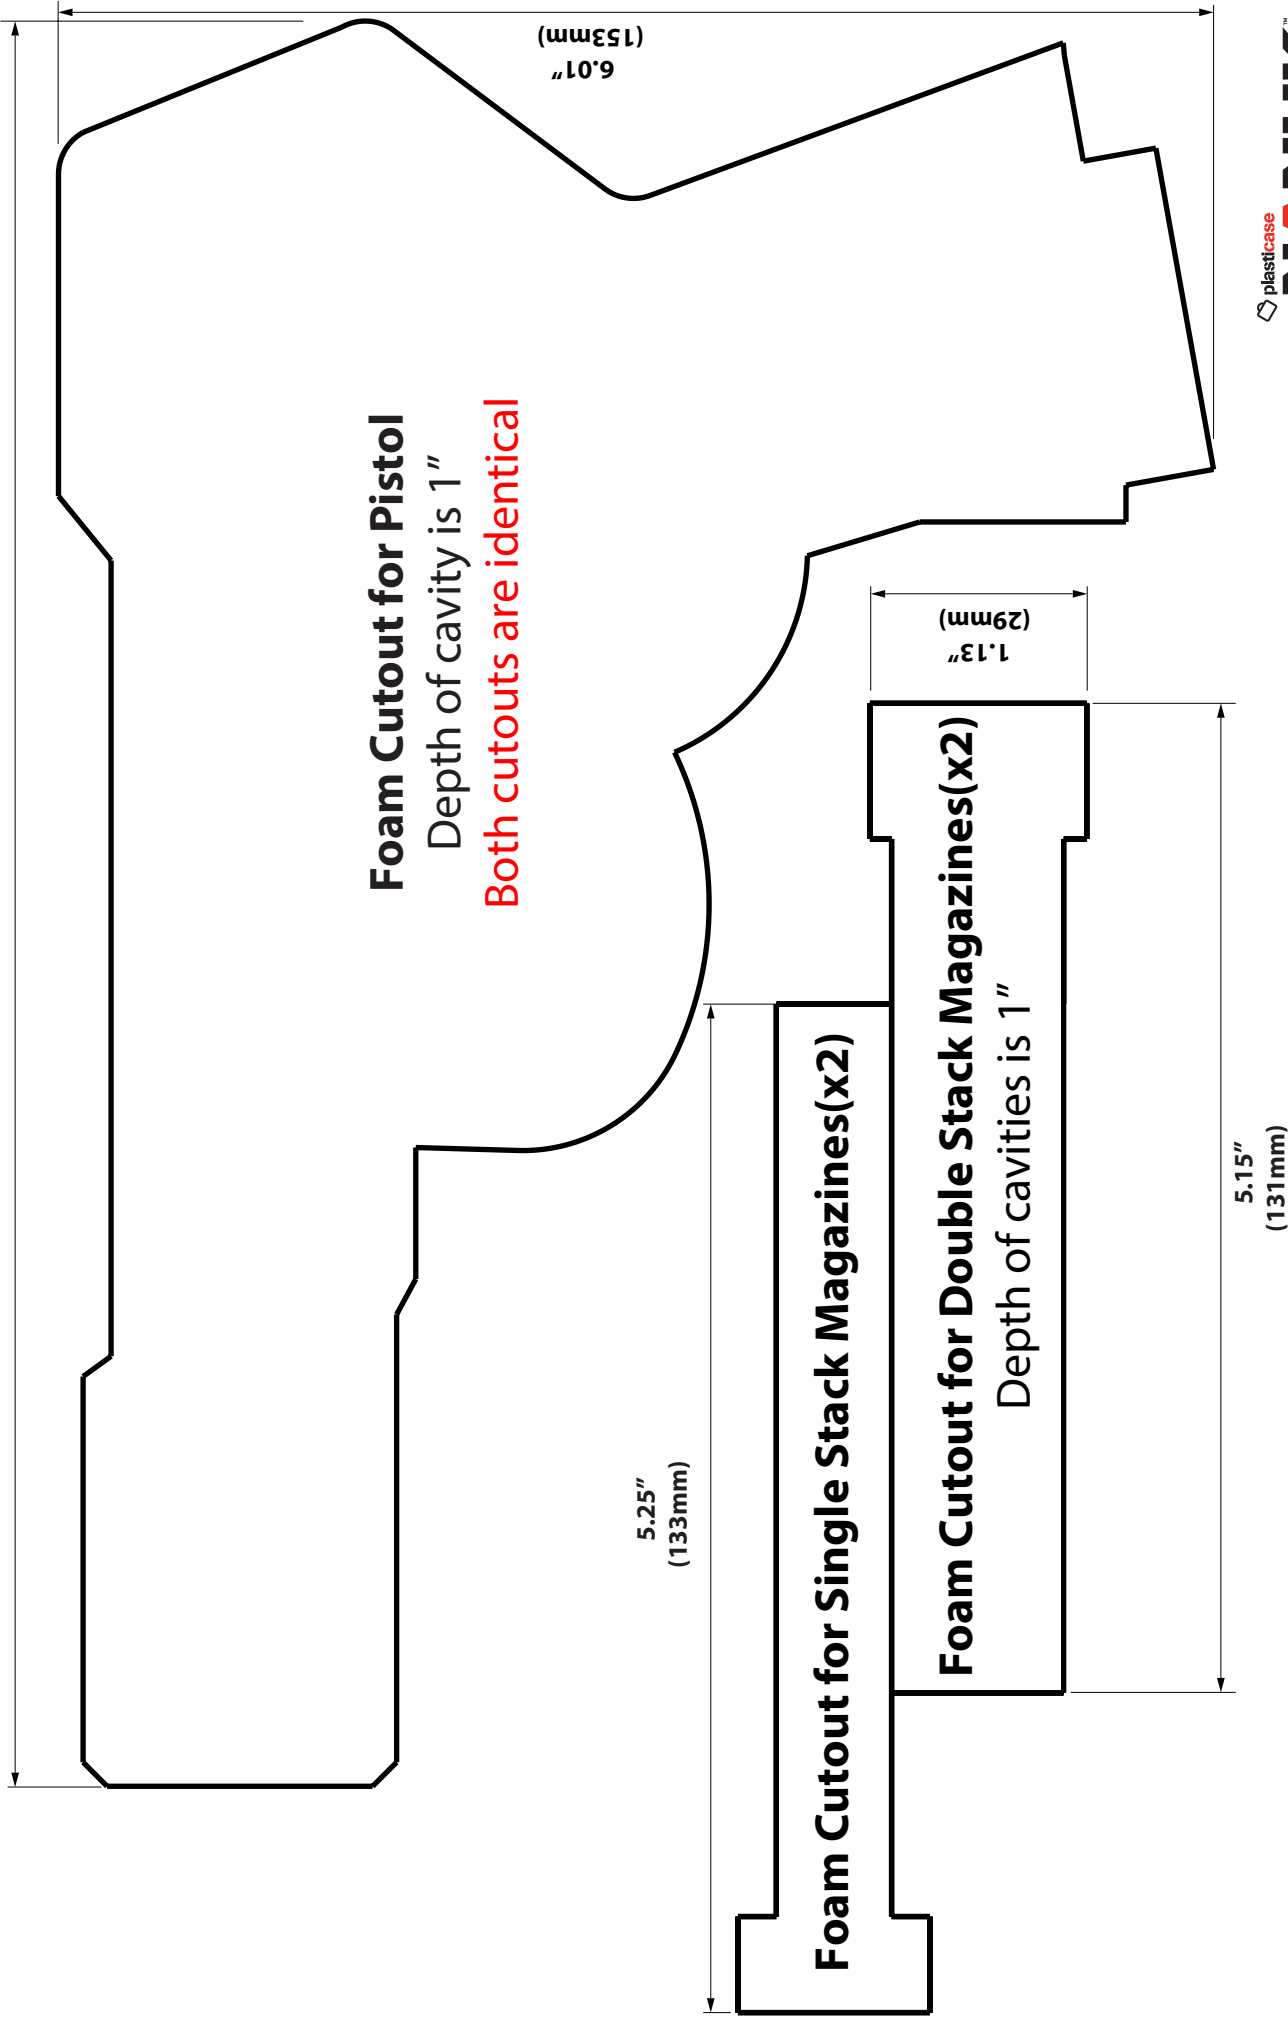 6.01"
(153mm)
Foam Cutout for Pistol
Depth of cavity is 1"
Both cutouts are identical
1.13"
(29mm)
5.25"
(133mm)
Foam Cutout for Single Stack Magazines(x2)
Foam Cutout for Double Stack Magazines(x2)
Depth of cavities is 1"
5.15"
(131mm)
plasticase